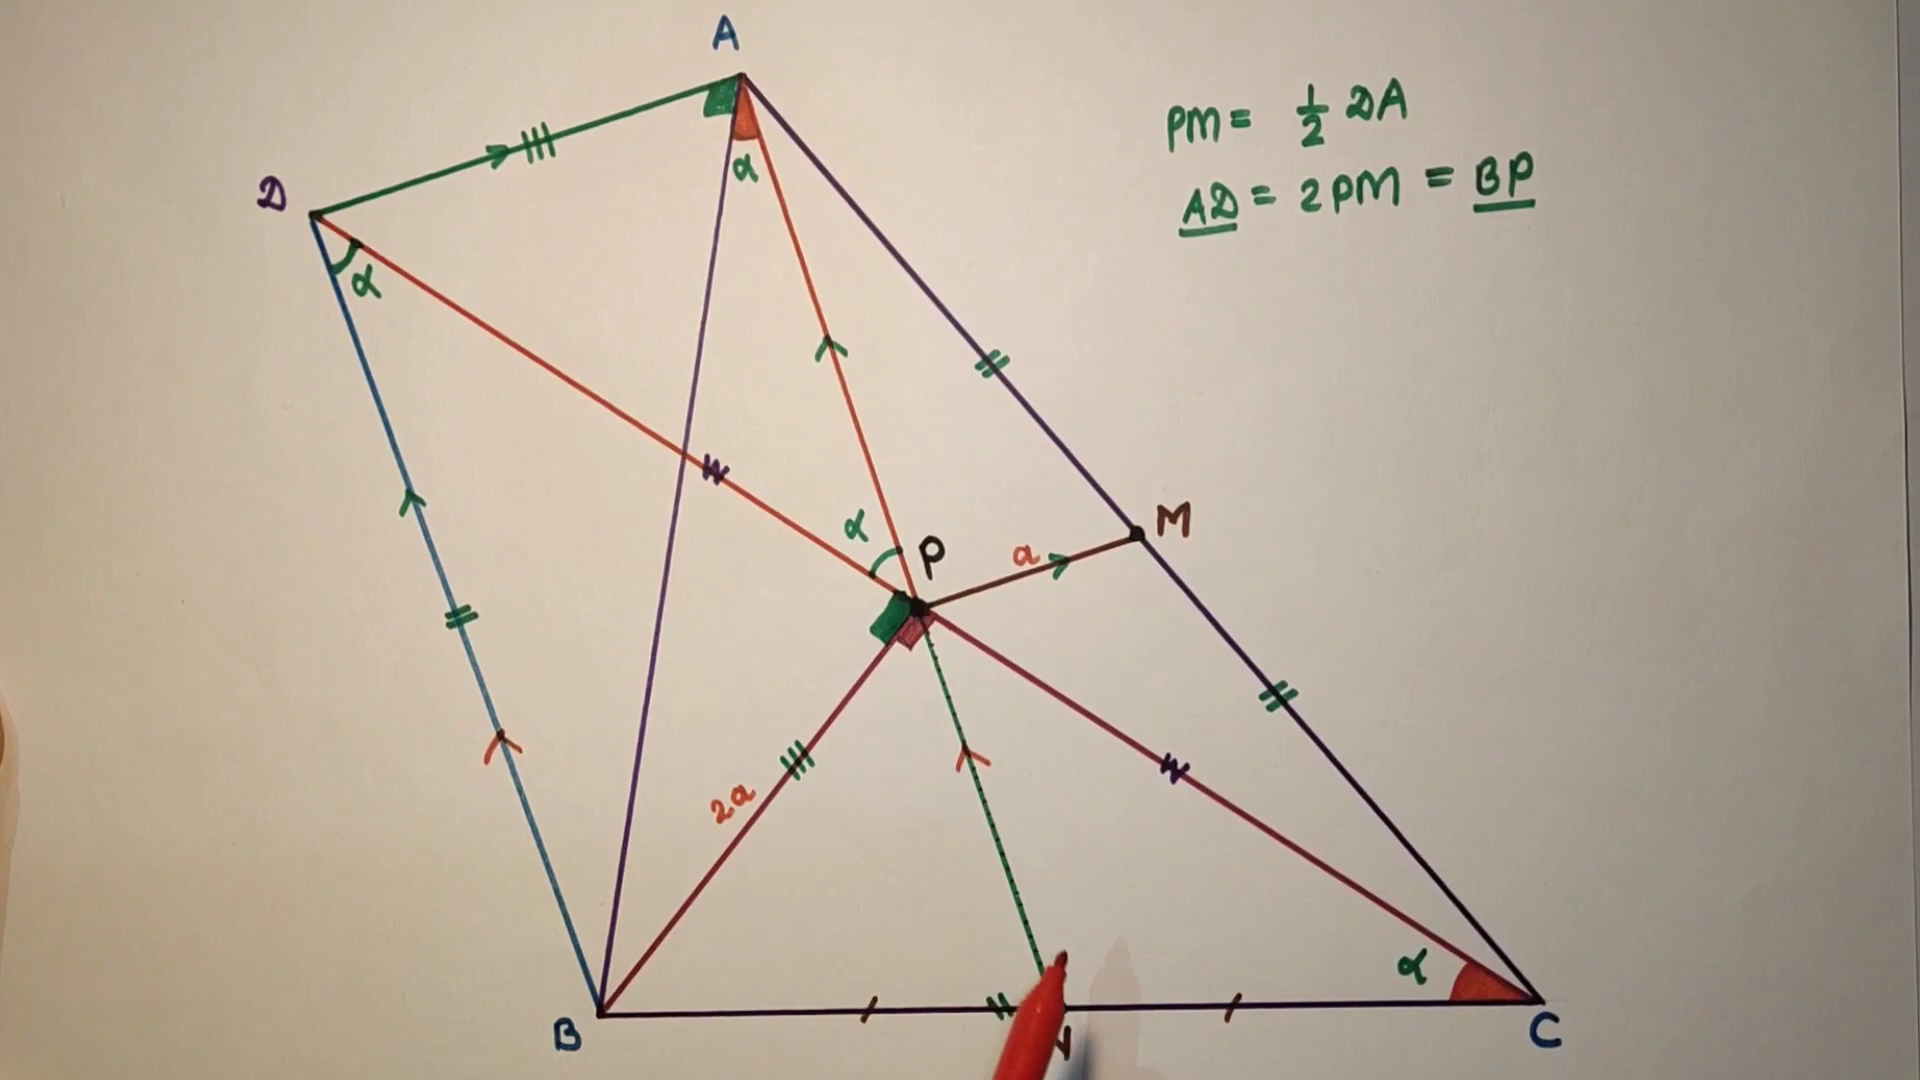 A
PM = 1/2 DA
AD = 2PM = BP
D
α
α
α
P
a
M
2a
α
B
C